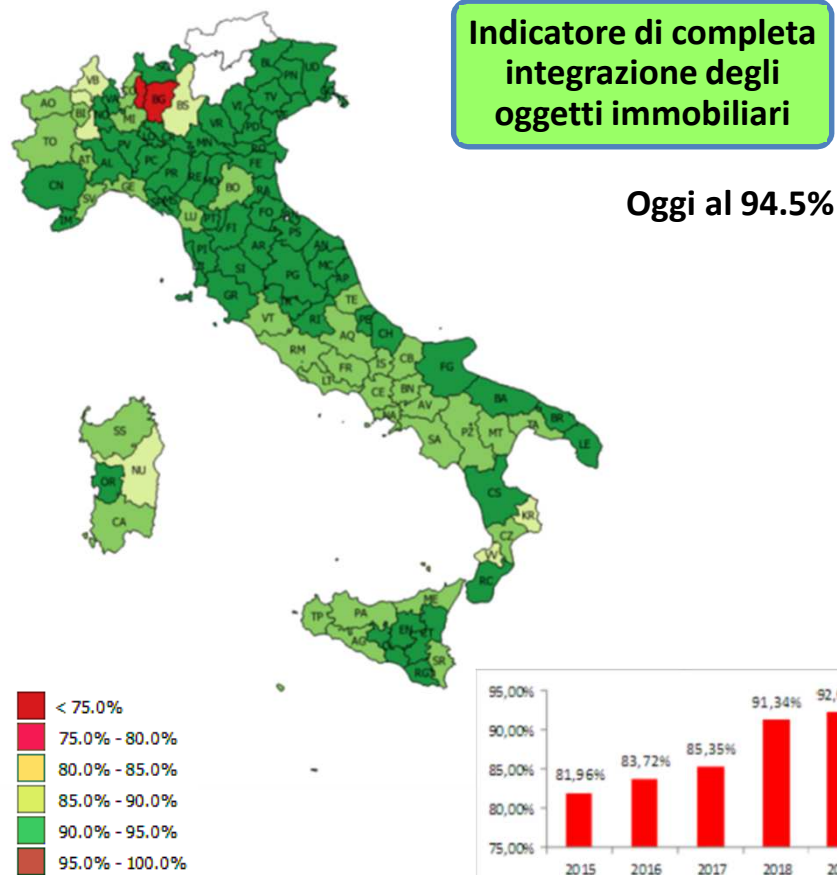 Indicatore di completa
integrazione degli
oggetti immobiliari
Oggi al 94.5%
VB
BL
PN
UD
AO
BI
NO
MI
BG
BS
VI
TV
TO
VR
PD
AT
AL
PV
PC
MN
CN
GE
PR
RE
MO
BO
FE
SV
IM
LU
PT
RA
FI
FO
PI
AR
PS
AN
SI
PG
MC
AP
GR
VT
RI
TE
AQ
PE
CH
RM
FR
IS
CB
FG
LT
CE
BN
AV
BA
SA
PZ
MT
TA
BR
LE
SS
OR
NU
CA
CS
KR
CZ
VV
RC
TP
PA
ME
AG
EN
CT
SR
RG
< 75.0%
75.0% - 80.0%
80.0% - 85.0%
85.0% - 90.0%
90.0% - 95.0%
95.0% - 100.0%
95,00%
90,00%
85,00%
80,00%
75,00%
81,96%
83,72%
85,35%
91,34%
2015
2016
2017
2018